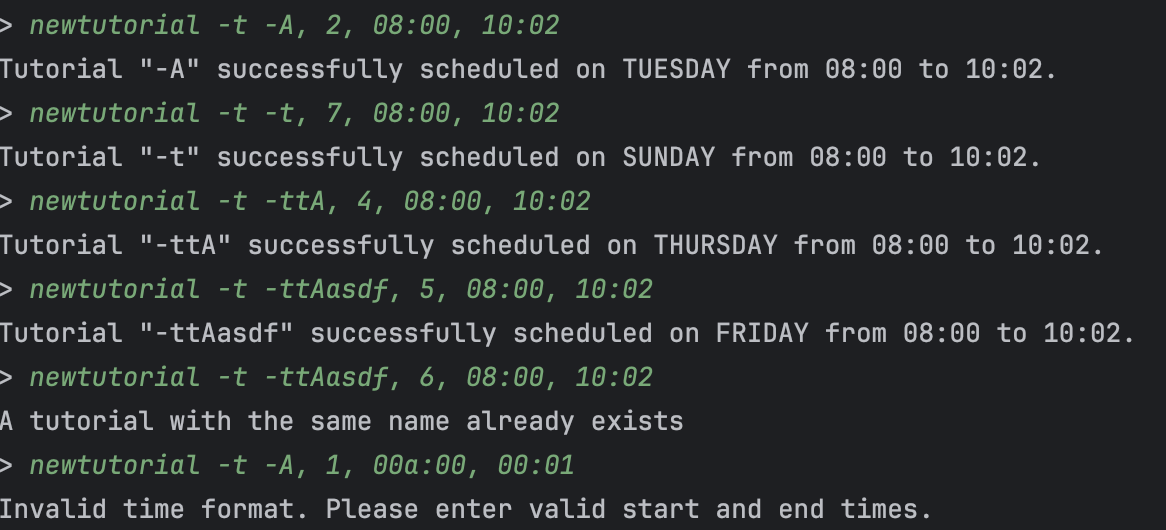 > newtutorial -t -A, 2, 08:00, 10:02
Tutorial "-A" successfully scheduled on TUESDAY from 08:00 to 10:02.
> newtutorial -t -t, 7, 08:00, 10:02
Tutorial "-t" successfully scheduled on SUNDAY from 08:00 to 10:02.
> newtutorial -t -ttA, 4, 08:00, 10:02
Tutorial "-ttA" successfully scheduled on THURSDAY from 08:00 to 10:02.
> newtutorial -t -ttAasdf, 5, 08:00, 10:02
Tutorial "-ttAasdf" successfully scheduled on FRIDAY from 08:00 to 10:02.
> newtutorial -t -ttAasdf, 6, 08:00, 10:02
A tutorial with the same name already exists
> newtutorial -t -A, 1, 00a:00, 00:01
Invalid time format. Please enter valid start and end times.